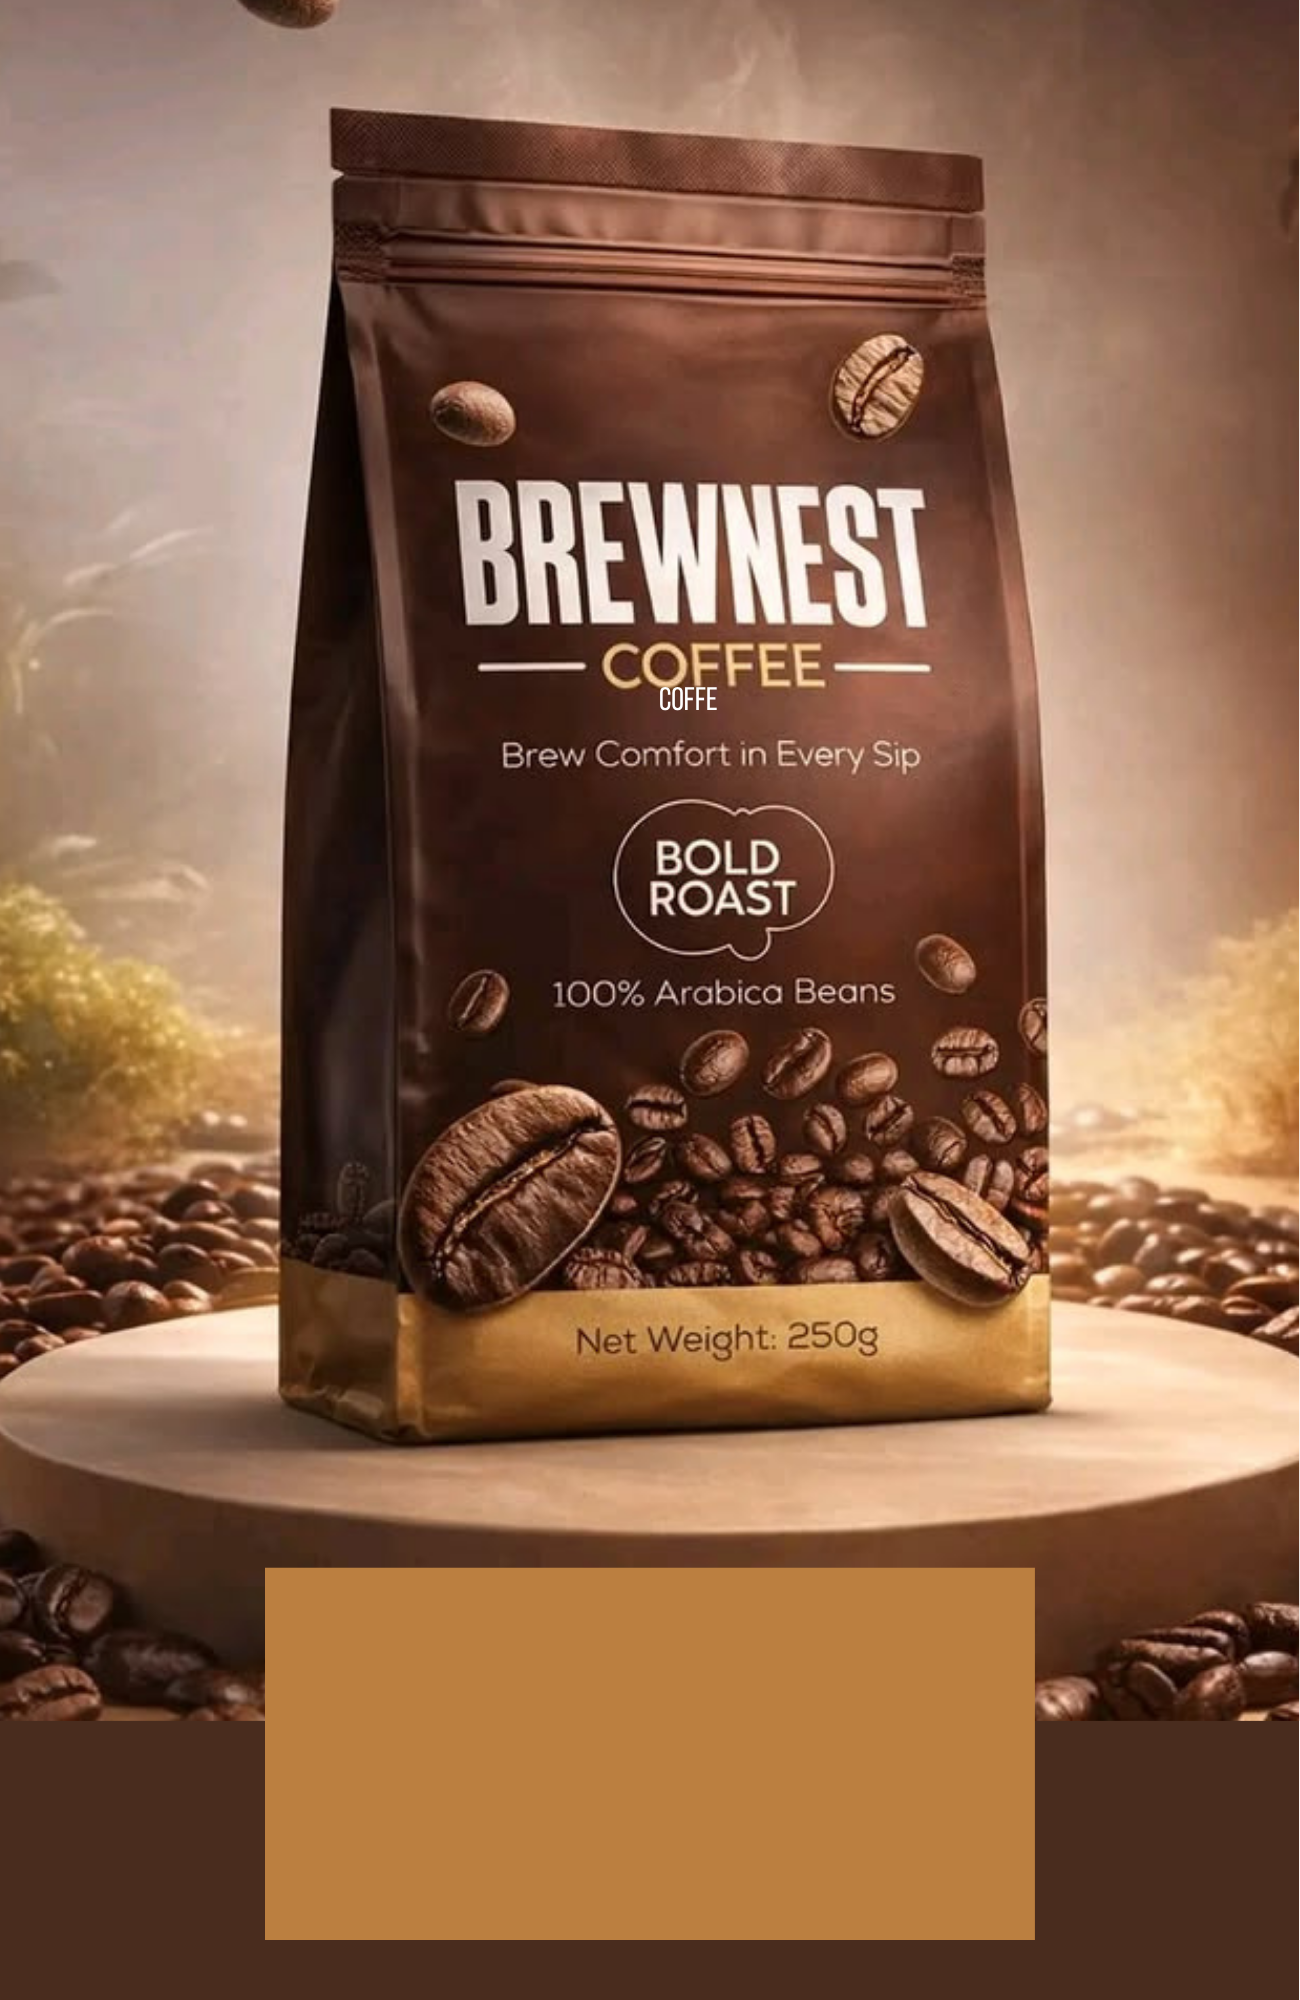 BREWNEST
COFFEE
COFFE
Brew Comfort in Every Sip
BOLD
ROAST
100% Arabica Beans
Net Weight: 250g